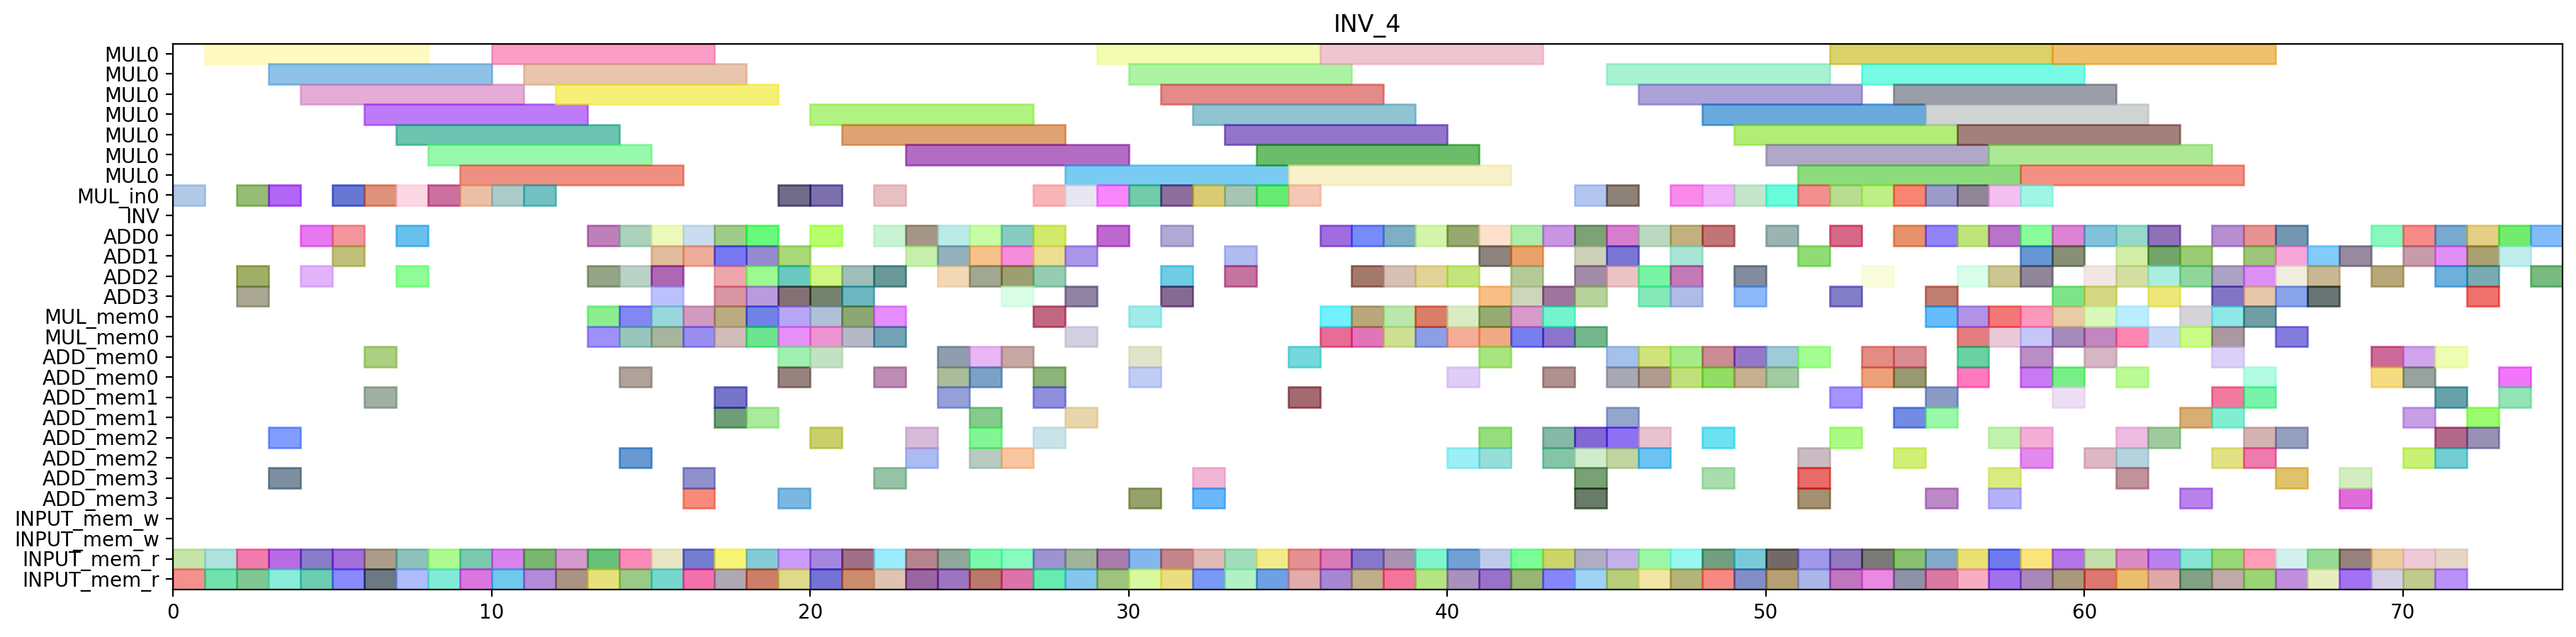 INV_4
MUL0
MUL0
MUL0
MUL0
MUL0
MUL0
MUL0
MUL_in0
INV
ADD0
ADD1
ADD2
ADD3
MUL_mem0
MUL_mem0
ADD_mem0
ADD_mem0
ADD_mem1
ADD_mem1
ADD_mem2
ADD_mem2
ADD_mem3
ADD_mem3
INPUT_mem_w
INPUT_mem_w
INPUT_mem_r
INPUT_mem_r
0 10 20 30 40 50 60 70